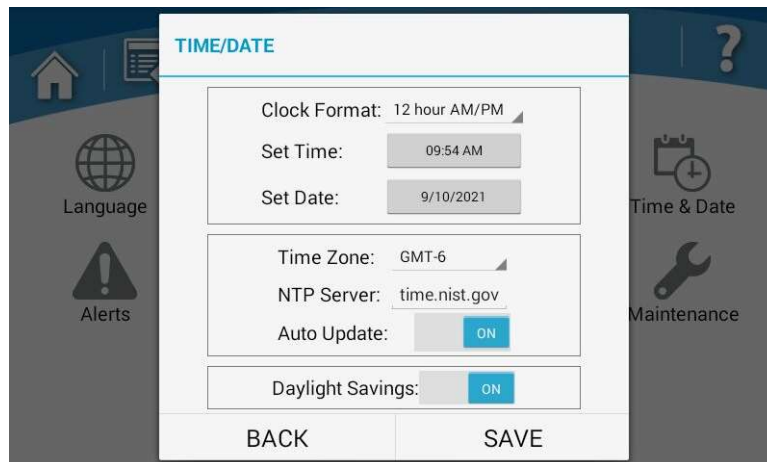 TIME/DATE
?
Clock Format: 12 hour AM/PM
Set Time: 09:54 AM
Set Date: 9/10/2021
Language
Time & Date
Time Zone: GMT-6
NTP Server: time.nist.gov
Alerts
Maintenance
Auto Update: ON
Daylight Savings: ON
BACK SAVE